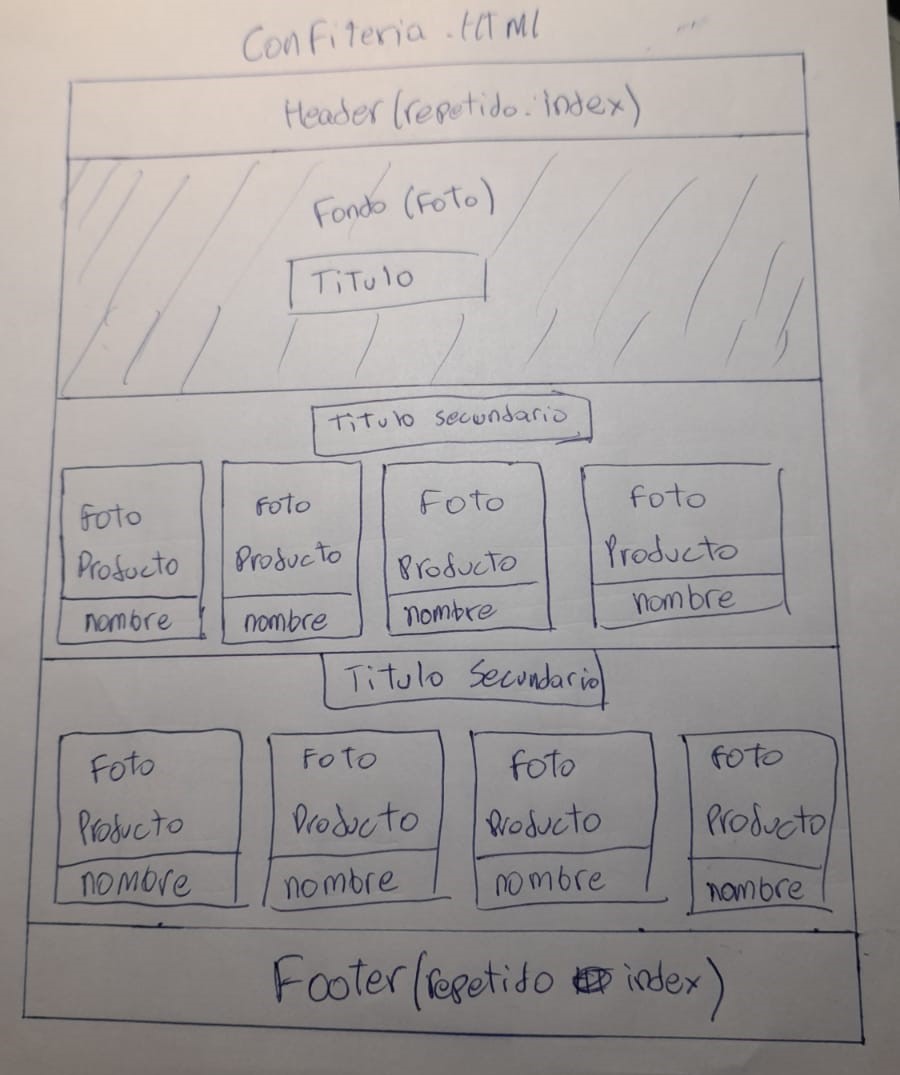 Confiteria.HTML
Header (repetido.index)
Fondo (Foto)
Titulo
Titulo secundario
Foto Foto Foto Foto
Producto Producto Producto Producto
nombre nombre nombre nombre
Titulo Secundario
Foto Foto Foto Foto
Producto Producto Producto Producto
nombre nombre nombre nombre
Footer (repetido index)